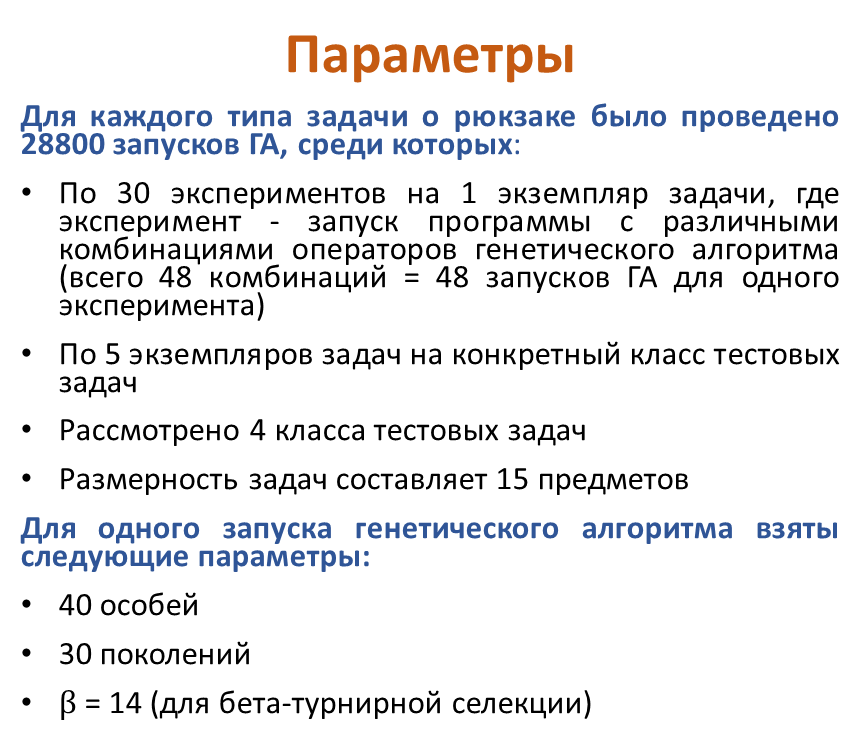 Параметры
Для каждого типа задачи о рюкзаке было проведено
28800 запусков ГА, среди которых:
• По 30 экспериментов на 1 экземпляр задачи, где
эксперимент - запуск программы с различными
комбинациями операторов генетического алгоритма
(всего 48 комбинаций = 48 запусков ГА для одного
эксперимента)
• По 5 экземпляров задач на конкретный класс тестовых
задач
• Рассмотрено 4 класса тестовых задач
• Размерность задач составляет 15 предметов
Для одного запуска генетического алгоритма взяты
следующие параметры:
• 40 особей
• 30 поколений
• β = 14 (для бета-турнирной селекции)